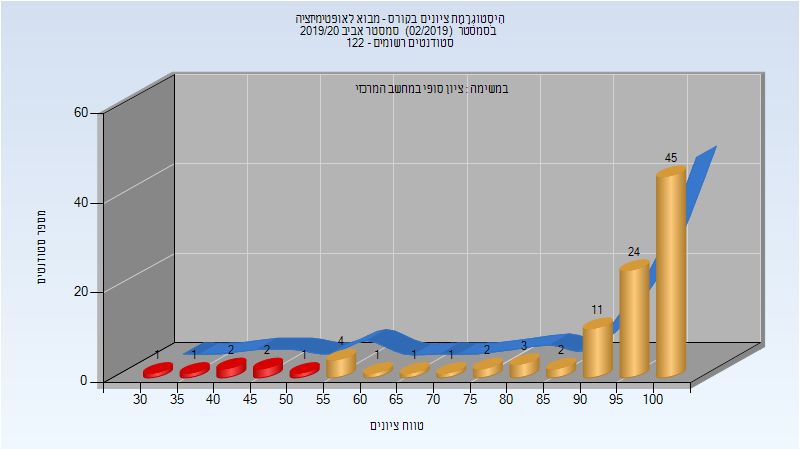 היסטוגרמת ציונים בקורס - מבוא לאופטימיזציה
בסמסטר (02/2019) סמסטר אביב 2019/20
סטודנטים רשומים - 122
במשימה : ציון סופי במחשב המרכזי
מספר סטודנטים
60
40
20
0
1 1 2 2 1 4 1 1 1 2 3 2 11 24 45
30 35 40 45 50 55 60 65 70 75 80 85 90 95 100
טווח ציונים